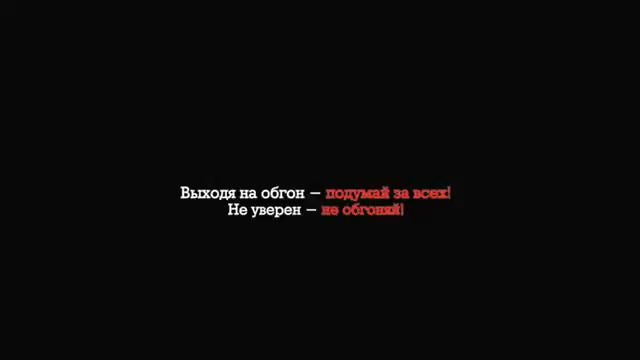 Выходя на обгон — подумай за всех!
Не уверен — не обгоняй!